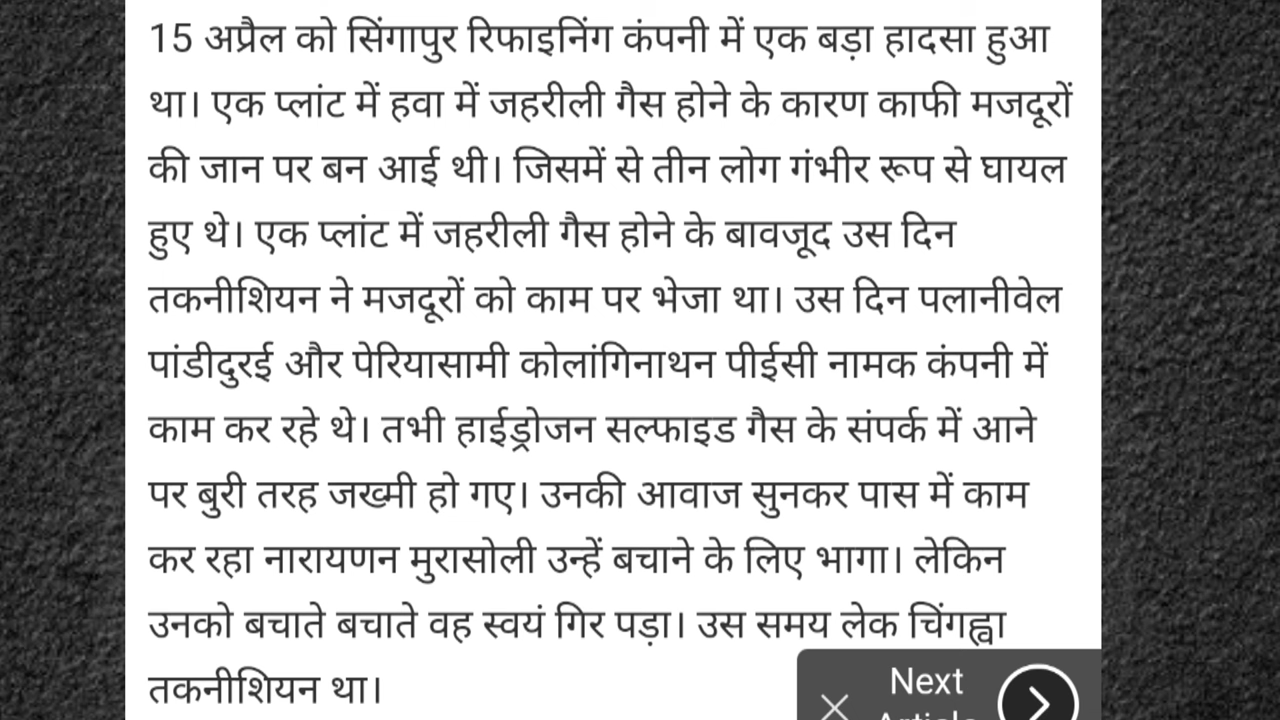 15 अप्रैल को सिंगापुर रिफाइनिंग कंपनी में एक बड़ा हादसा हुआ
था। एक प्लांट में हवा में जहरीली गैस होने के कारण काफी मजदूरों
की जान पर बन आई थी। जिसमें से तीन लोग गंभीर रूप से घायल
हुए थे। एक प्लांट में जहरीली गैस होने के बावजूद उस दिन
तकनीशियन ने मजदूरों को काम पर भेजा था। उस दिन पलानीवेल
पांडीदुरई और पेरियासामी कोलांगिनाथन पीईसी नामक कंपनी में
काम कर रहे थे। तभी हाईड्रोजन सल्फाइड गैस के संपर्क में आने
पर बुरी तरह जख्मी हो गए। उनकी आवाज सुनकर पास में काम
कर रहा नारायणन मुरासोली उन्हें बचाने के लिए भागा। लेकिन
उनको बचाते बचाते वह स्वयं गिर पड़ा। उस समय लेक चिंगह्वा
तकनीशियन था।
Next
Article